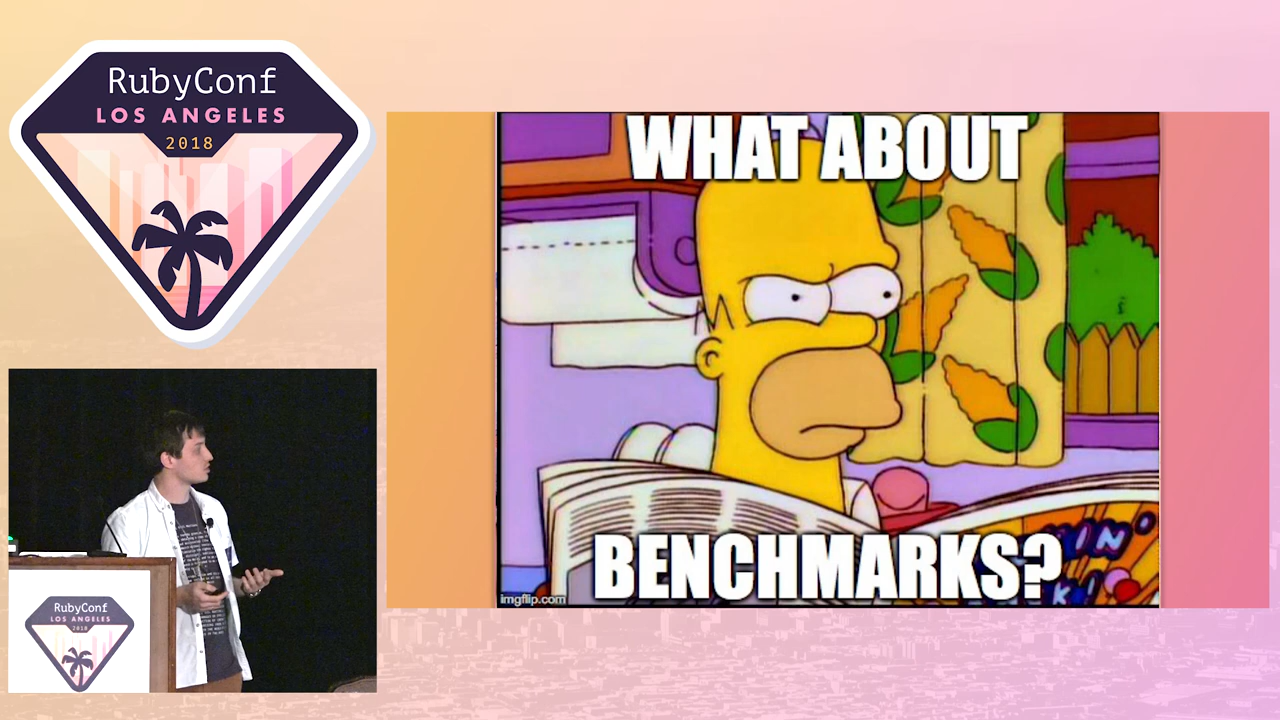 RubyConf
LOS ANGELES
2018
WHAT ABOUT
BENCHMARKS?
imgflip.com
RubyConf
LOS ANGELES
2018